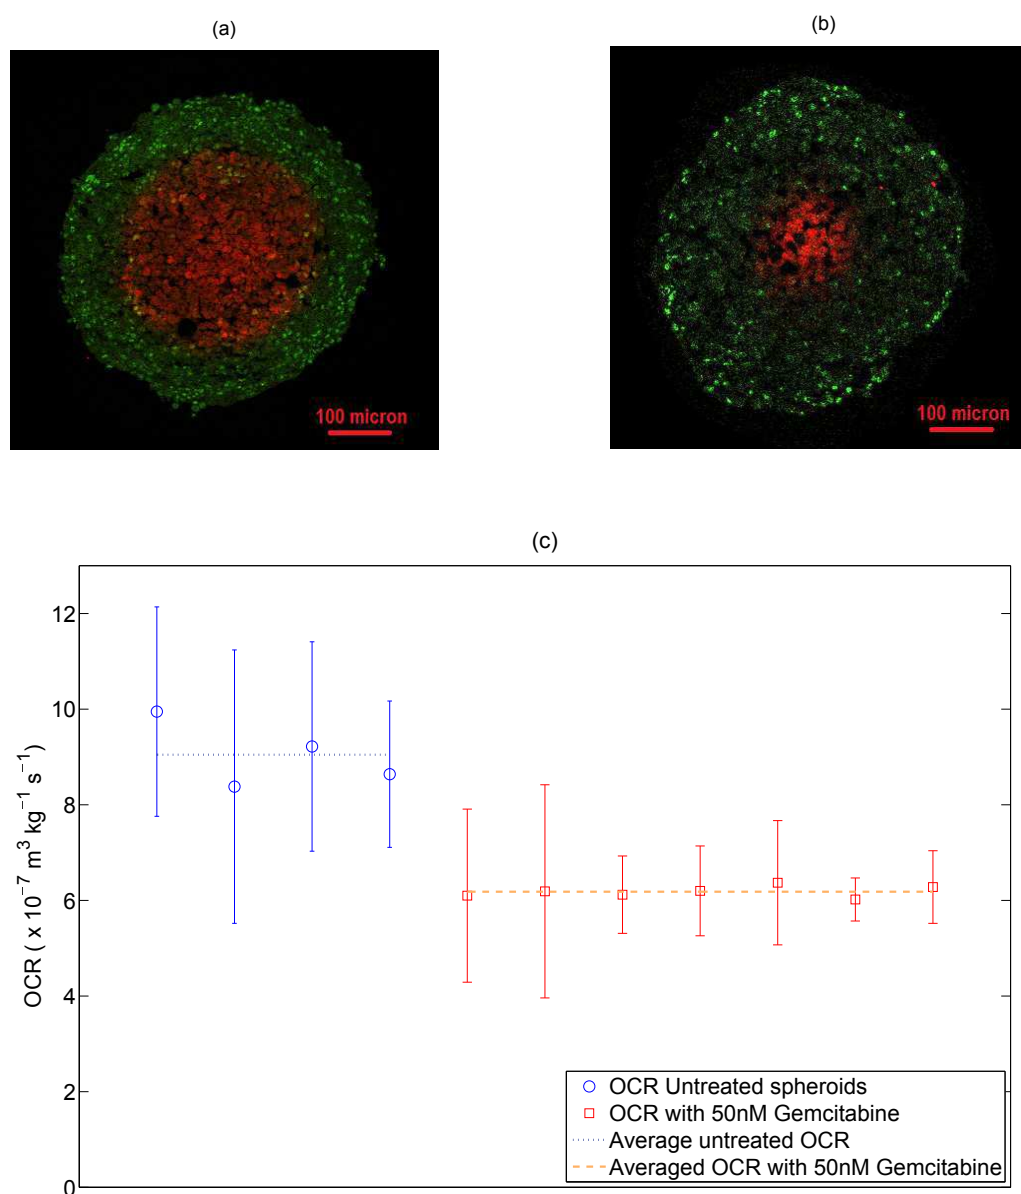 (a)
(b)
100 micron
100 micron
(c)
OCR ( x 10⁻⁷ m³ kg⁻¹ s⁻¹)
12
10
8
6
4
2
0
OCR Untreated spheroids
OCR with 50nM Gemcitabine
Average untreated OCR
Averaged OCR with 50nM Gemcitabine